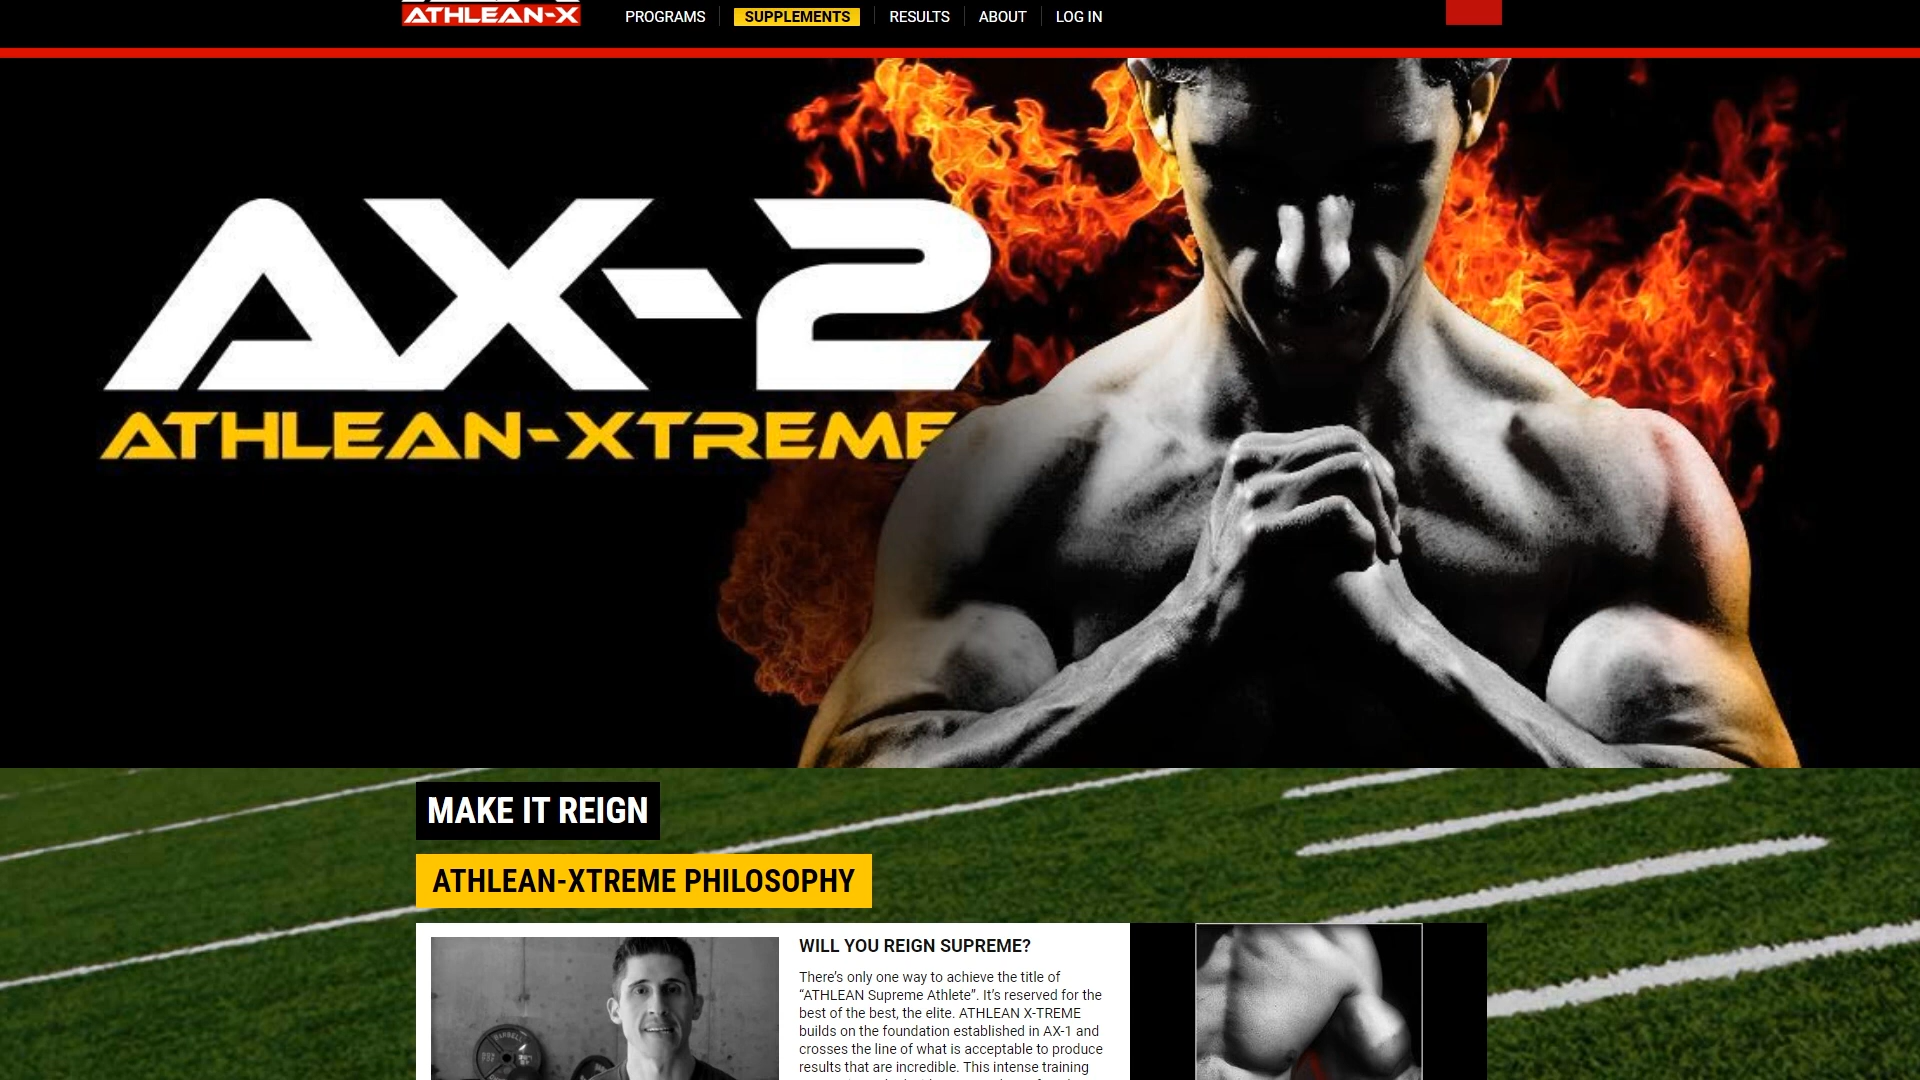 ATHLEAN-X
PROGRAMS
SUPPLEMENTS
RESULTS
ABOUT
LOG IN
AX-2
ATHLEAN-XTREME
MAKE IT REIGN
ATHLEAN-XTREME PHILOSOPHY
WILL YOU REIGN SUPREME?
There's only one way to achieve the title of
“ATHLEAN Supreme Athlete”. It's reserved for the
best of the best, the elite. ATHLEAN X-TREME
builds on the foundation established in AX-1 and
crosses the line of what is acceptable to produce
results that are incredible. This intense training
BARBELL